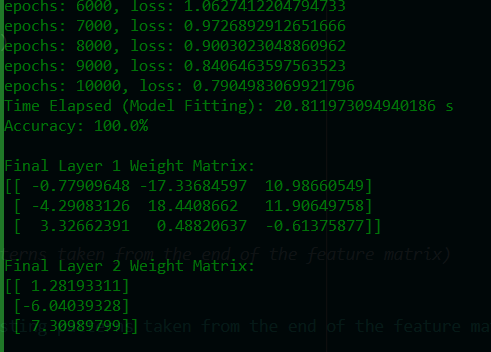 epochs: 6000, loss: 1.0627412204794733
epochs: 7000, loss: 0.9726892912651666
epochs: 8000, loss: 0.9003023048860962
epochs: 9000, loss: 0.8406463597563523
epochs: 10000, loss: 0.7904983069921796
Time Elapsed (Model Fitting): 20.811973094940186 s
Accuracy: 100.0%
Final Layer 1 Weight Matrix:
[[ -0.77909648 -17.33684597 10.98660549]
[ -4.29083126 18.4408662 11.90649758]
[ 3.32662391 0.48820637 -0.61375877]]
terns taken from the end of the feature matrix)
Final Layer 2 Weight Matrix:
[[ 1.28193311]
[-6.04039328]
[ 7.30989799]]
taken from the end of the feature ma